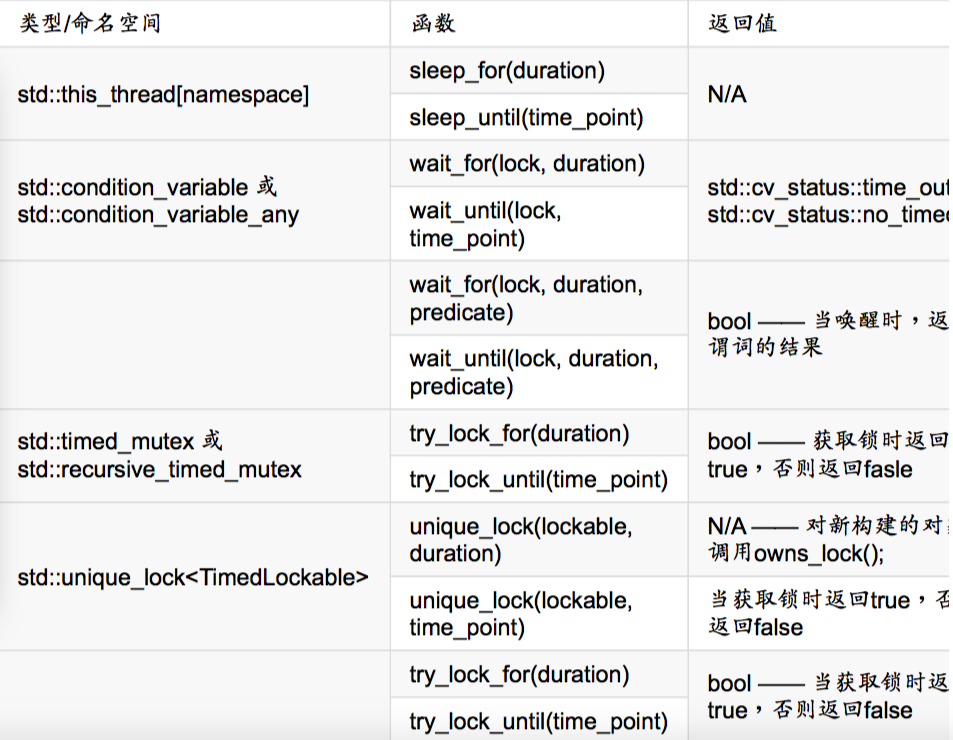 类型/命名空间 函数 返回值
std::this_thread[namespace]
sleep_for(duration)
sleep_until(time_point)
N/A
std::condition_variable 或
std::condition_variable_any
wait_for(lock, duration)
wait_until(lock,
time_point)
std::cv_status::time_out
std::cv_status::no_time
wait_for(lock, duration,
predicate)
wait_until(lock, duration,
predicate)
bool —— 当唤醒时，返
谓词的结果
std::timed_mutex 或
std::recursive_timed_mutex
try_lock_for(duration)
try_lock_until(time_point)
bool —— 获取锁时返回
true，否则返回fasle
std::unique_lock<TimedLockable>
unique_lock(lockable,
duration)
unique_lock(lockable,
time_point)
N/A —— 对新构建的对
调用owns_lock();
当获取锁时返回true，否
返回false
try_lock_for(duration)
try_lock_until(time_point)
bool —— 当获取锁时返
true，否则返回false